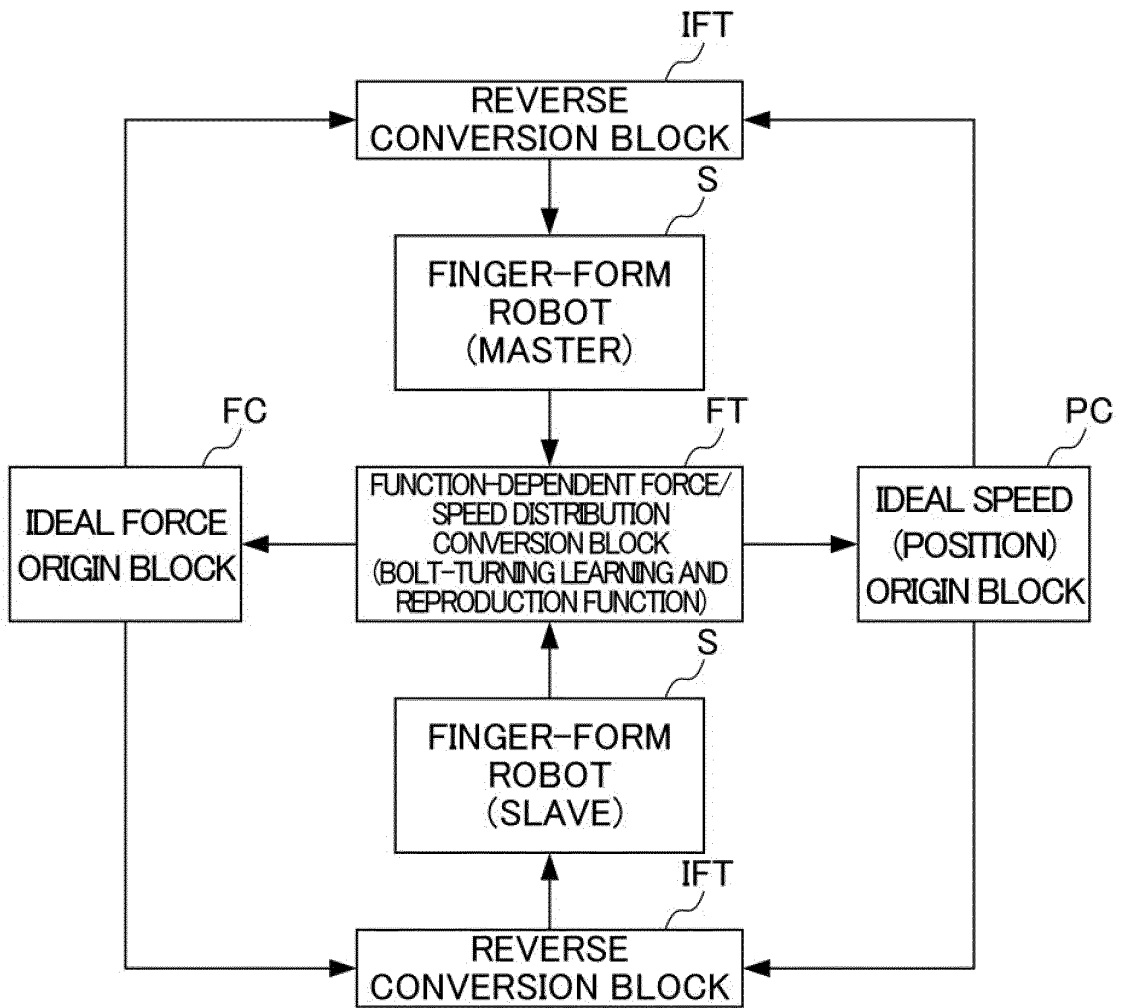 IFT
REVERSE
CONVERSION BLOCK
S
FINGER-FORM
ROBOT
(MASTER)
FC
IDEAL FORCE
ORIGIN BLOCK
FT
FUNCTION-DEPENDENT FORCE/
SPEED DISTRIBUTION
CONVERSION BLOCK
(BOLT-TURNING LEARNING AND
REPRODUCTION FUNCTION)
PC
IDEAL SPEED
(POSITION)
ORIGIN BLOCK
S
FINGER-FORM
ROBOT
(SLAVE)
IFT
REVERSE
CONVERSION BLOCK